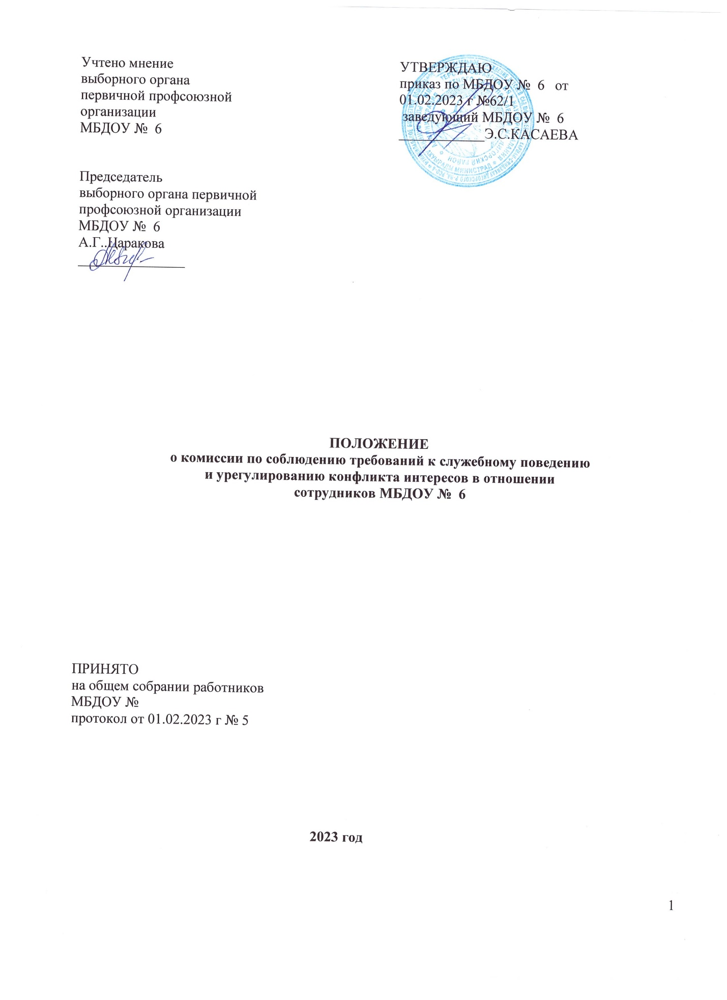 Учтено мнение
выборного органа
первичной профсоюзной
организации
МБДОУ №  6
Председатель
выборного органа первичной
профсоюзной организации
МБДОУ №  6
А.Г..Царакова
УТВЕРЖДАЮ
приказ по МБДОУ №  6   от
01.02.2023 г №62/1
заведующий МБДОУ №  6
____________Э.С.КАСАЕВА
ПОЛОЖЕНИЕ
о комиссии по соблюдению требований к служебному поведению
и урегулированию конфликта интересов в отношении
сотрудников МБДОУ №  6
ПРИНЯТО
на общем собрании работников
МБДОУ №
протокол от 01.02.2023 г № 5
2023 год
1